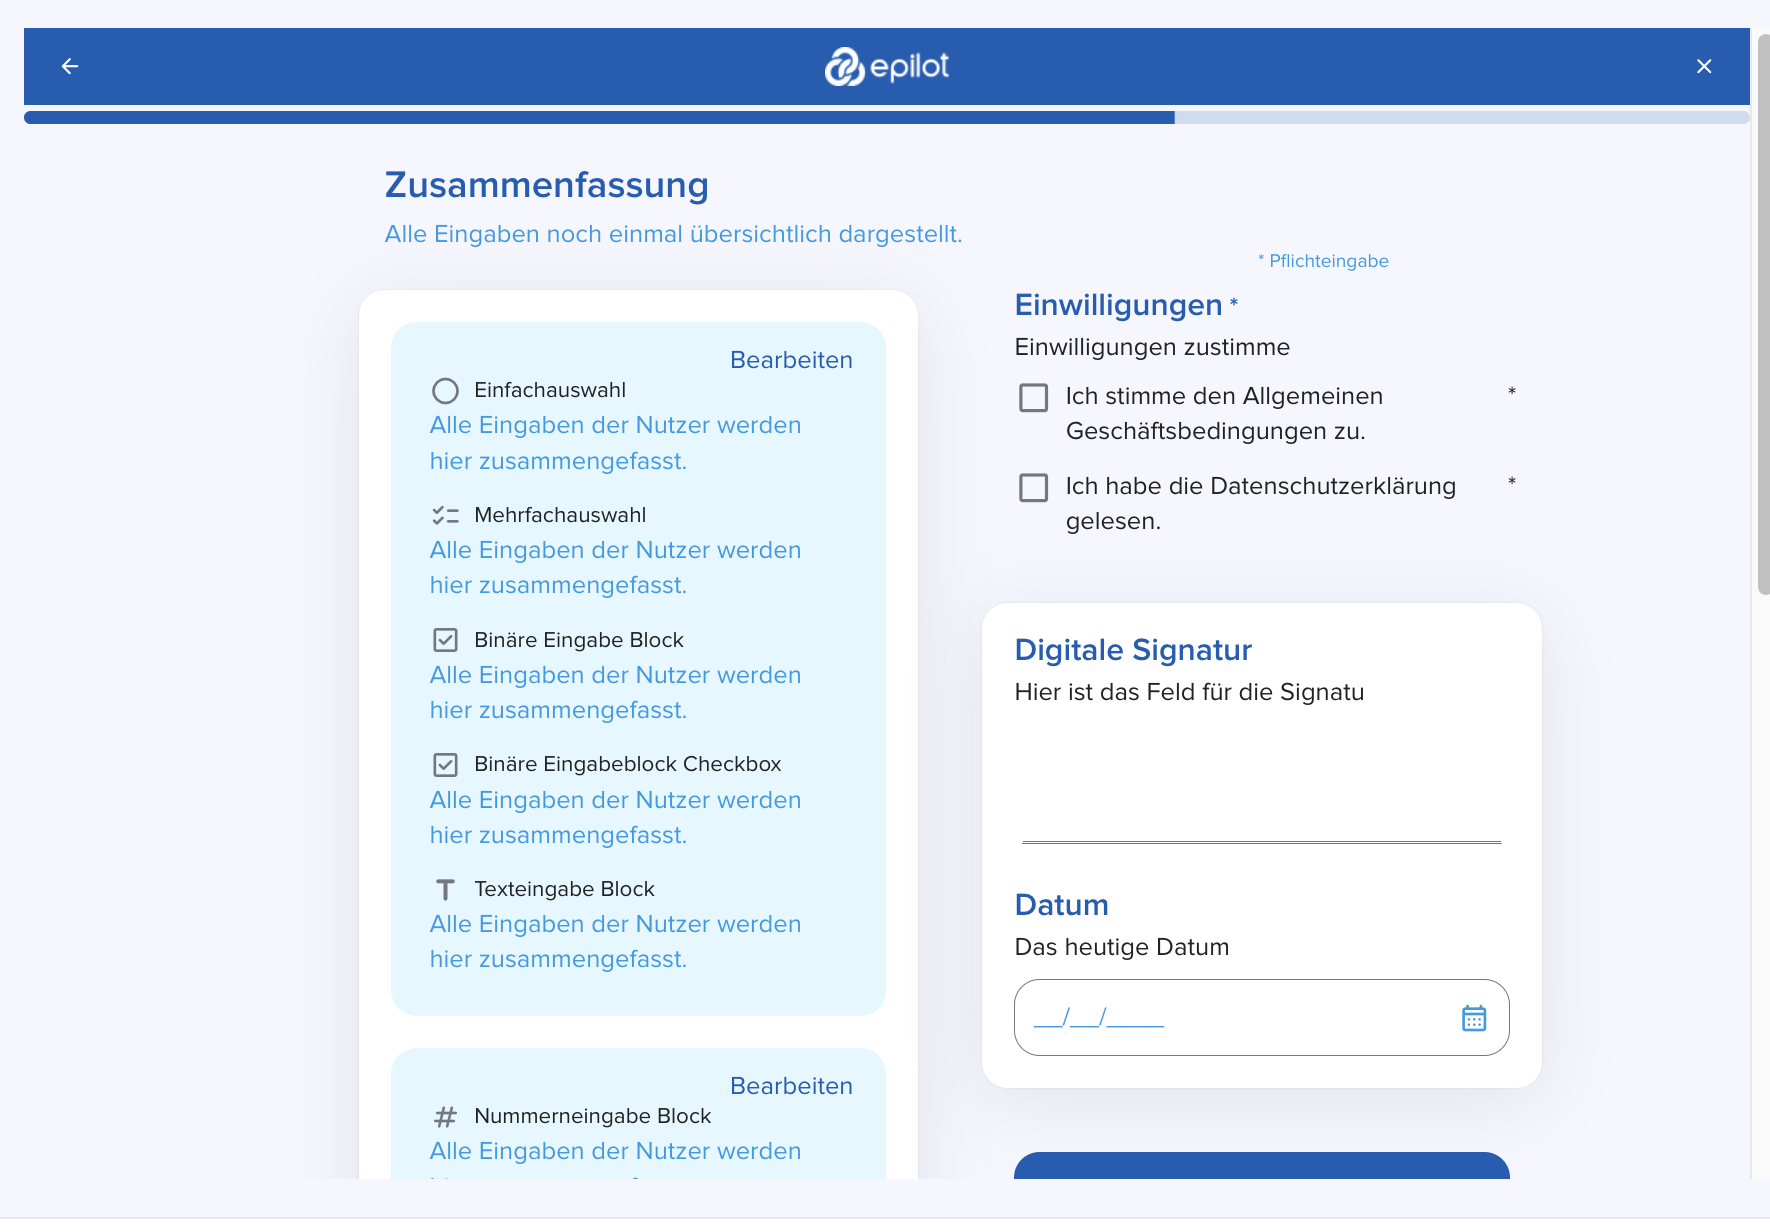 epilot
Zusammenfassung
Alle Eingaben noch einmal übersichtlich dargestellt.
Bearbeiten
Einfachauswahl
Alle Eingaben der Nutzer werden
hier zusammengefasst.
Mehrfachauswahl
Alle Eingaben der Nutzer werden
hier zusammengefasst.
Binäre Eingabe Block
Alle Eingaben der Nutzer werden
hier zusammengefasst.
Binäre Eingabeblock Checkbox
Alle Eingaben der Nutzer werden
hier zusammengefasst.
Texteingabe Block
Alle Eingaben der Nutzer werden
hier zusammengefasst.
Bearbeiten
Nummerneingabe Block
Alle Eingaben der Nutzer werden
* Pflichteingabe
Einwilligungen *
Einwilligungen zustimme
Ich stimme den Allgemeinen *
Geschäftsbedingungen zu.
Ich habe die Datenschutzerklärung *
gelesen.
Digitale Signatur
Hier ist das Feld für die Signatu
Datum
Das heutige Datum
__/__/____